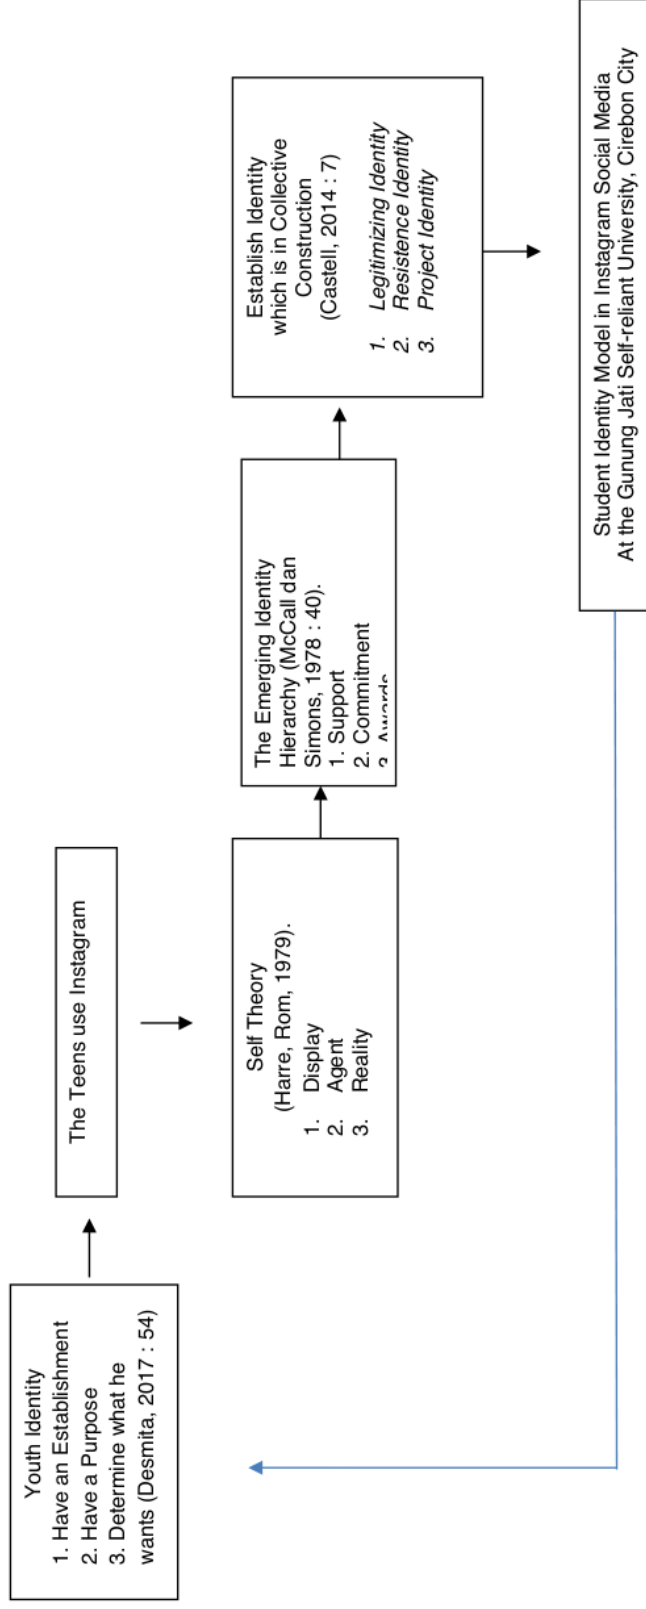 Youth Identity
1. Have an Establishment
2. Have a Purpose
3. Determine what he
wants (Desmita, 2017 : 54)
The Teens use Instagram
Self Theory
(Harre, Rom, 1979).
1. Display
2. Agent
3. Reality
The Emerging Identity
Hierarchy (McCall dan
Simons, 1978 : 40).
1. Support
2. Commitment
3. Awards
Establish Identity
which is in Collective
Construction
(Castell, 2014 : 7)
1. Legitimizing Identity
2. Resistence Identity
3. Project Identity
Student Identity Model in Instagram Social Media
At the Gunung Jati Self-reliant University, Cirebon City